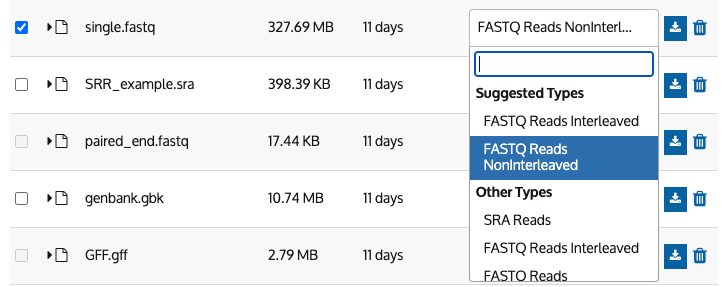 single.fastq 327.69 MB 11 days FASTQ Reads NonInterl...
SRR_example.sra 398.39 KB 11 days
Suggested Types
FASTQ Reads Interleaved
paired_end.fastq 17.44 KB 11 days
FASTQ Reads
NonInterleaved
Other Types
genbank.gbk 10.74 MB 11 days
SRA Reads
FASTQ Reads Interleaved
GFF.gff 2.79 MB 11 days
FASTQ Reads